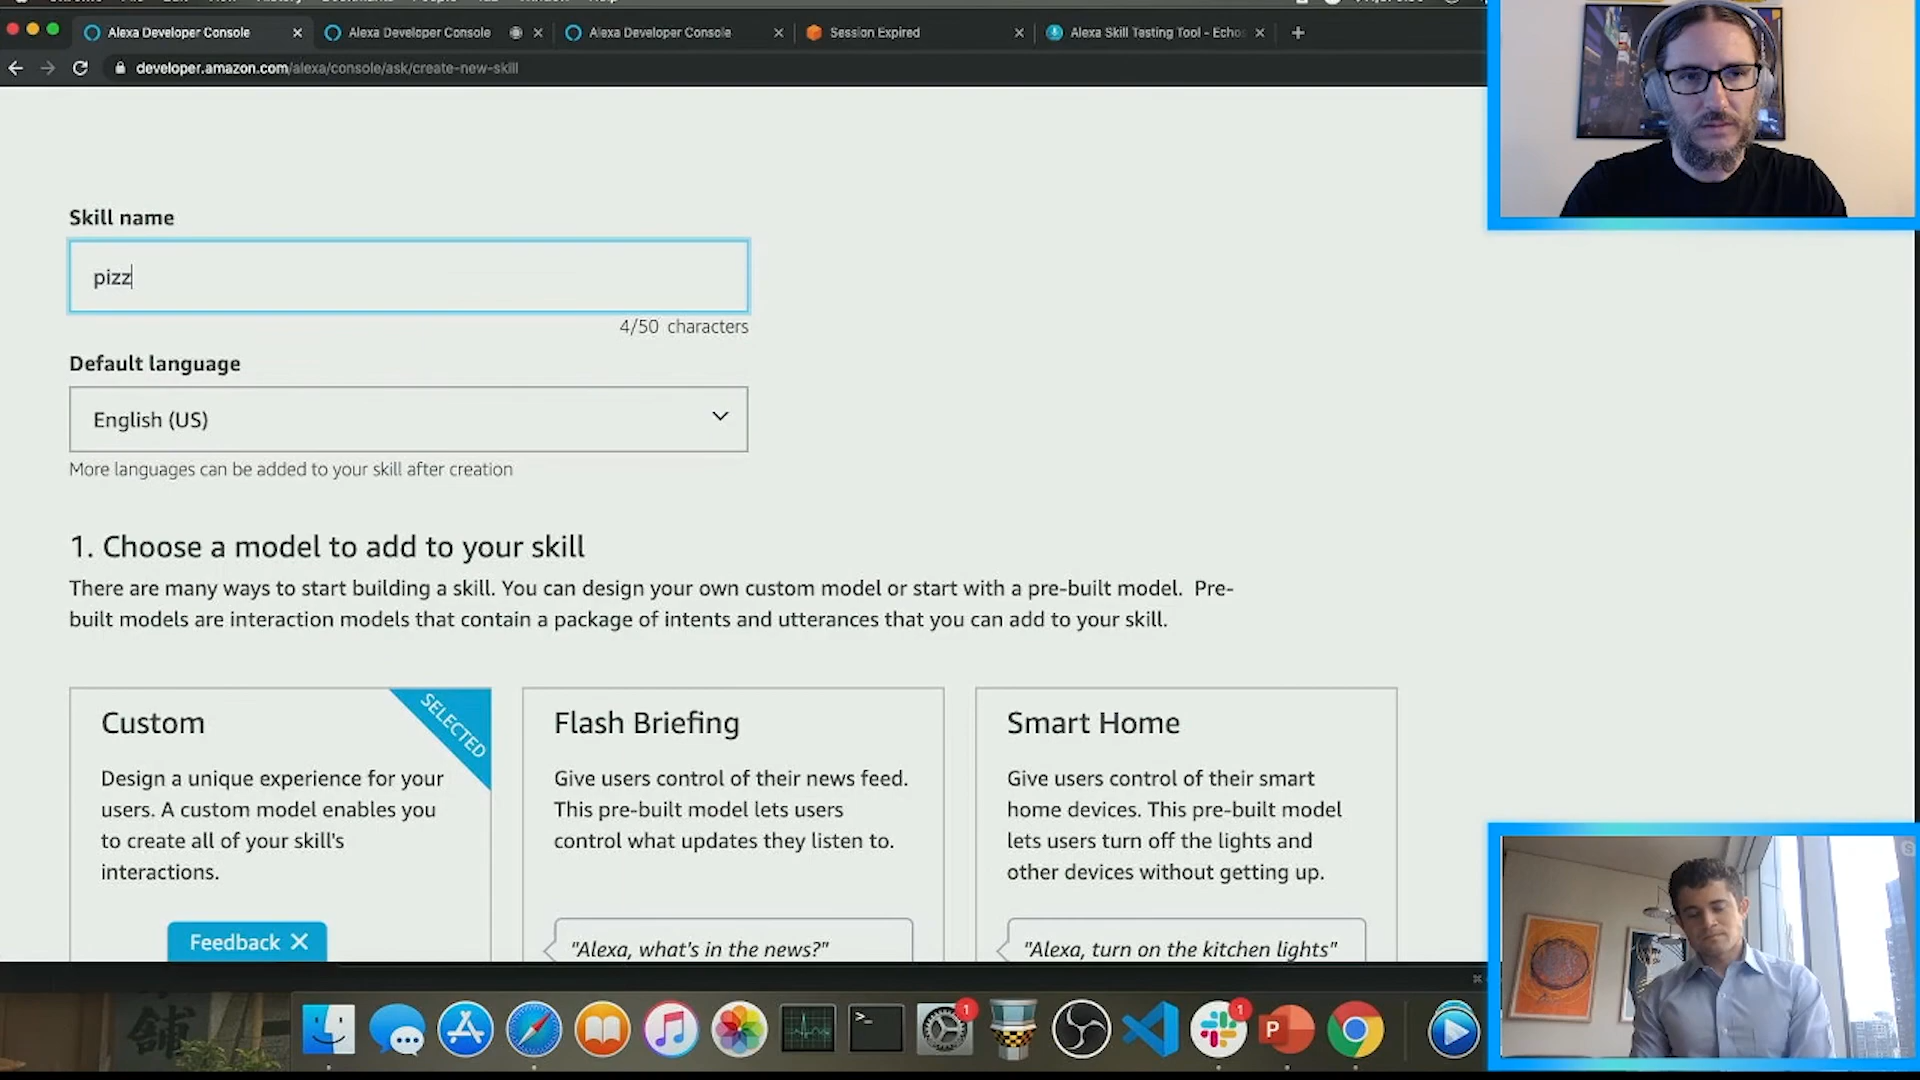 Alexa Developer Console
Alexa Developer Console
Alexa Developer Console
Session Expired
Alexa Skill Testing Tool - Echos
developer.amazon.com/alexa/console/ask/create-new-skill
Skill name
pizz
4/50 characters
Default language
English (US)
More languages can be added to your skill after creation
1. Choose a model to add to your skill
There are many ways to start building a skill. You can design your own custom model or start with a pre-built model. Pre-
built models are interaction models that contain a package of intents and utterances that you can add to your skill.
SELECTED
Custom
Design a unique experience for your
users. A custom model enables you
to create all of your skill's
interactions.
Feedback
Flash Briefing
Give users control of their news feed.
This pre-built model lets users
control what updates they listen to.
"Alexa, what's in the news?"
Smart Home
Give users control of their smart
home devices. This pre-built model
lets users turn off the lights and
other devices without getting up.
"Alexa, turn on the kitchen lights"
1
1
P